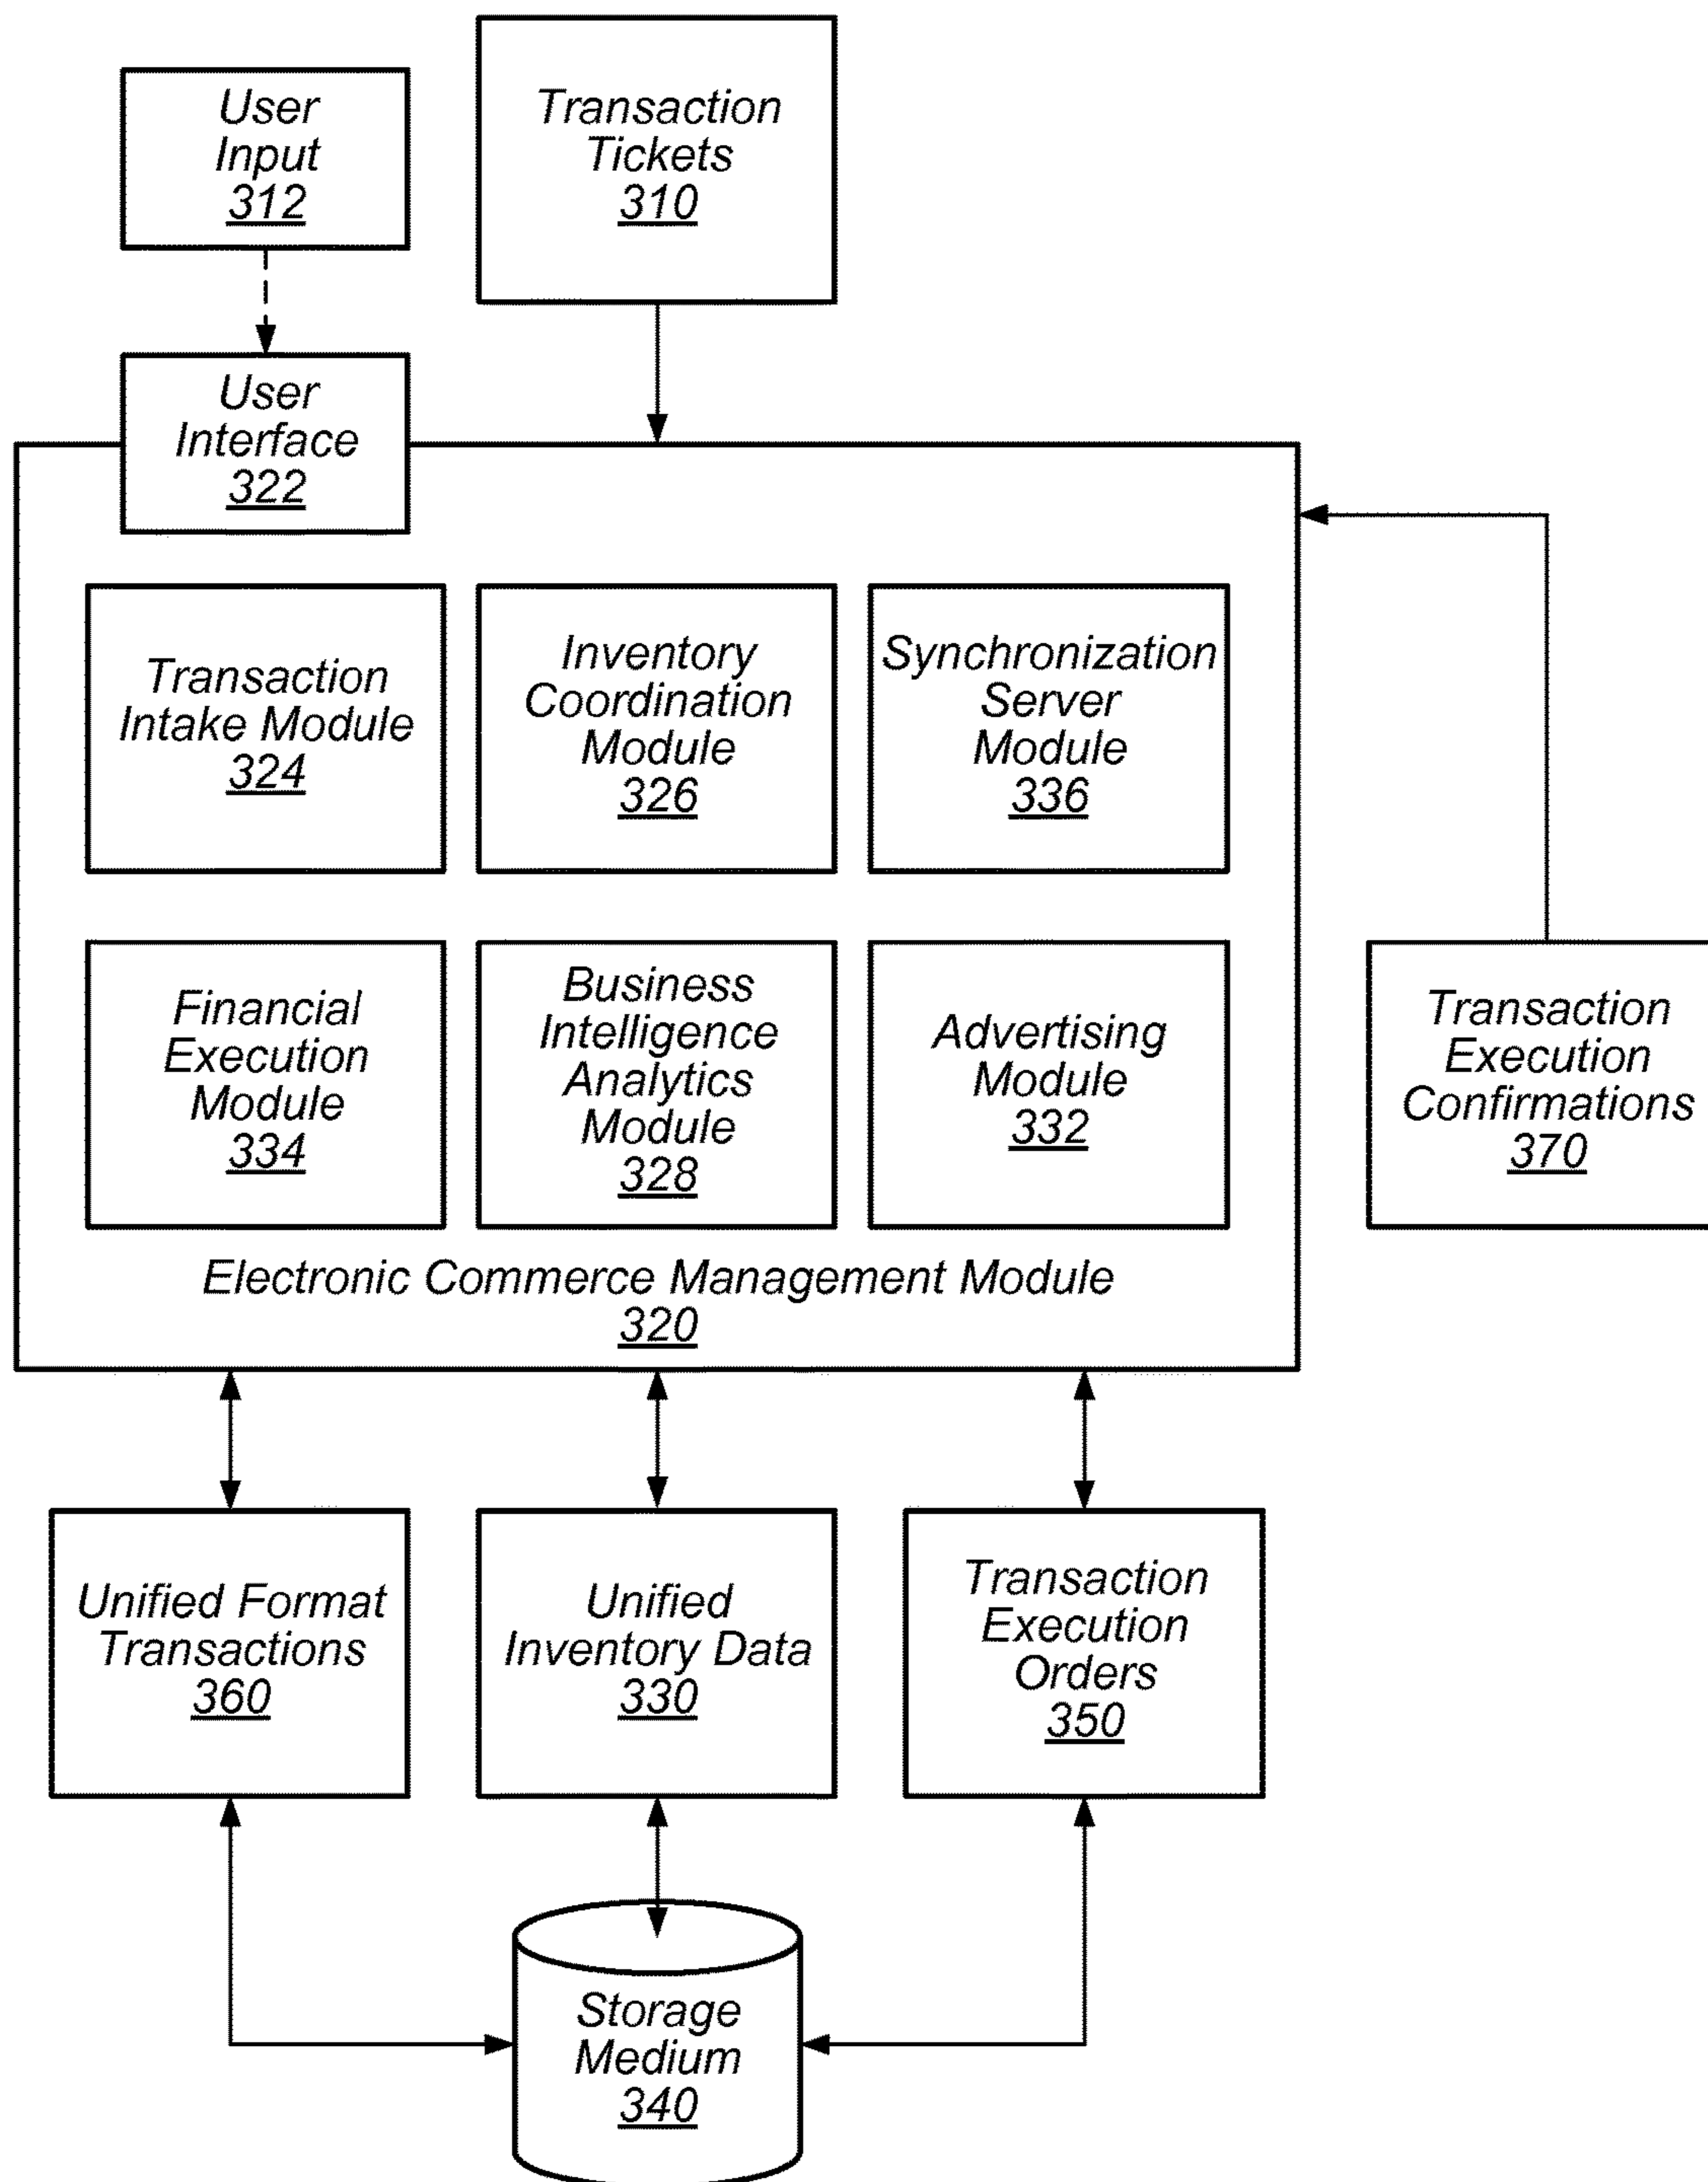 User
Input
312
Transaction
Tickets
310
User
Interface
322
Transaction
Intake Module
324
Inventory
Coordination
Module
326
Synchronization
Server
Module
336
Financial
Execution
Module
334
Business
Intelligence
Analytics
Module
328
Advertising
Module
332
Transaction
Execution
Confirmations
370
Electronic Commerce Management Module
320
Unified Format
Transactions
360
Unified
Inventory Data
330
Transaction
Execution
Orders
350
Storage
Medium
340